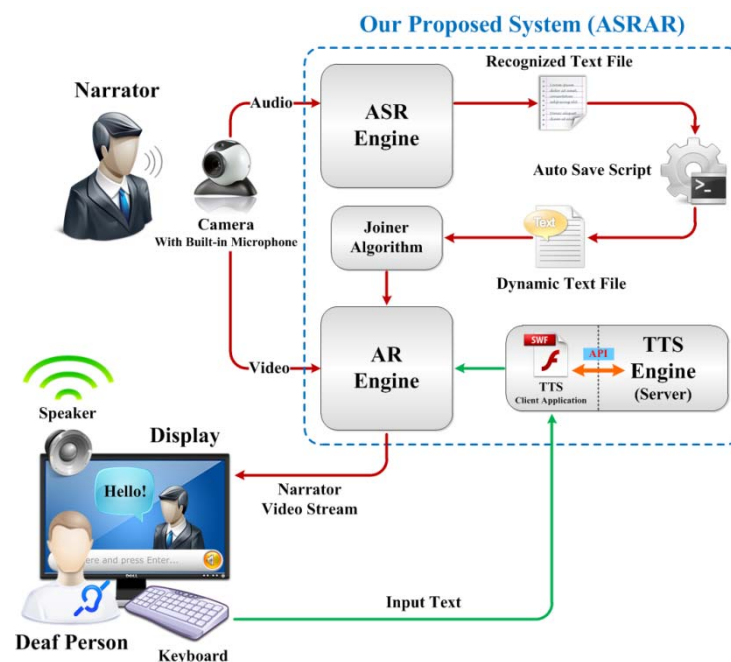 Our Proposed System (ASRAR)
Narrator
Audio
ASR
Engine
Recognized Text File
Auto Save Script
>_
Camera
With Built-in Microphone
Joiner
Algorithm
Text
Dynamic Text File
Video
AR
Engine
SWF
API
TTS
Client Application
TTS
Engine
(Server)
Speaker
Display
Hello!
here and press Enter...
Narrator
Video Stream
Input Text
Deaf Person
Keyboard